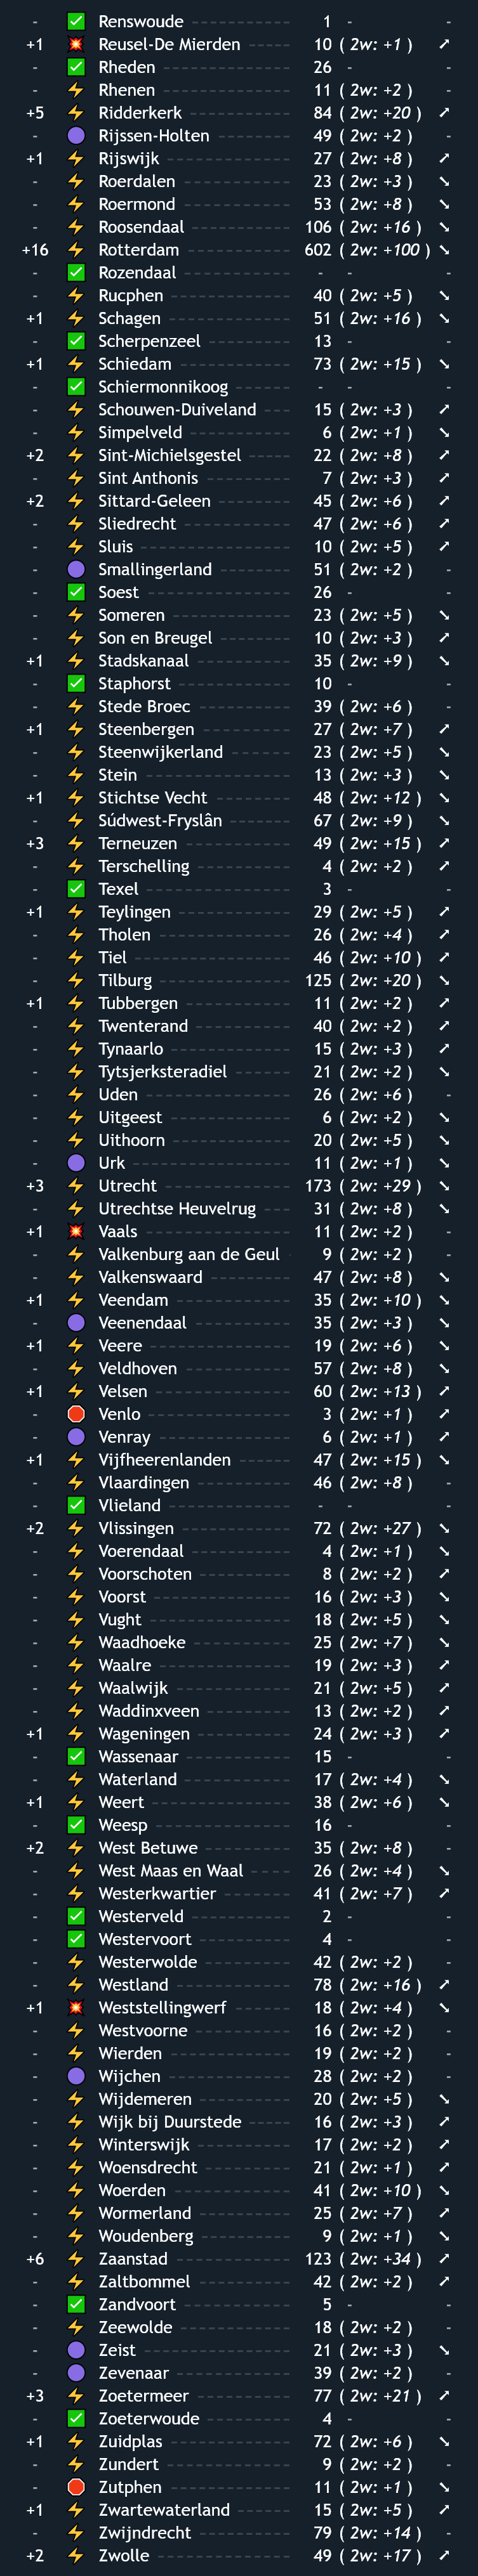 - ✅ Renswoude 1 - -
+1 💥 Reusel-De Mierden 10 ( 2w: +1 ) ➚
- ✅ Rheden 26 - -
- ⚡ Rhenen 11 ( 2w: +2 ) -
+5 ⚡ Ridderkerk 84 ( 2w: +20 ) ➚
- 🟣 Rijssen-Holten 49 ( 2w: +2 ) -
+1 ⚡ Rijswijk 27 ( 2w: +8 ) ➚
- ⚡ Roerdalen 23 ( 2w: +3 ) ➘
- ⚡ Roermond 53 ( 2w: +8 ) ➘
- ⚡ Roosendaal 106 ( 2w: +16 ) ➘
+16 ⚡ Rotterdam 602 ( 2w: +100 ) ➘
- ✅ Rozendaal - - -
- ⚡ Rucphen 40 ( 2w: +5 ) ➘
+1 ⚡ Schagen 51 ( 2w: +16 ) ➘
- ✅ Scherpenzeel 13 - -
+1 ⚡ Schiedam 73 ( 2w: +15 ) ➘
- ✅ Schiermonnikoog - - -
- ⚡ Schouwen-Duiveland 15 ( 2w: +3 ) ➚
- ⚡ Simpelveld 6 ( 2w: +1 ) ➘
+2 ⚡ Sint-Michielsgestel 22 ( 2w: +8 ) ➚
- ⚡ Sint Anthonis 7 ( 2w: +3 ) ➚
+2 ⚡ Sittard-Geleen 45 ( 2w: +6 ) ➚
- ⚡ Sliedrecht 47 ( 2w: +6 ) ➚
- ⚡ Sluis 10 ( 2w: +5 ) ➚
- 🟣 Smallingerland 51 ( 2w: +2 ) -
- ✅ Soest 26 - -
- ⚡ Someren 23 ( 2w: +5 ) ➘
- ⚡ Son en Breugel 10 ( 2w: +3 ) ➚
+1 ⚡ Stadskanaal 35 ( 2w: +9 ) ➘
- ✅ Staphorst 10 - -
- ⚡ Stede Broec 39 ( 2w: +6 ) -
+1 ⚡ Steenbergen 27 ( 2w: +7 ) ➚
- ⚡ Steenwijkerland 23 ( 2w: +5 ) ➘
- ⚡ Stein 13 ( 2w: +3 ) ➘
+1 ⚡ Stichtse Vecht 48 ( 2w: +12 ) ➘
- ⚡ Súdwest-Fryslân 67 ( 2w: +9 ) ➘
+3 ⚡ Terneuzen 49 ( 2w: +15 ) ➚
- ⚡ Terschelling 4 ( 2w: +2 ) ➚
- ✅ Texel 3 - -
+1 ⚡ Teylingen 29 ( 2w: +5 ) ➚
- ⚡ Tholen 26 ( 2w: +4 ) ➚
- ⚡ Tiel 46 ( 2w: +10 ) ➚
- ⚡ Tilburg 125 ( 2w: +20 ) ➘
+1 ⚡ Tubbergen 11 ( 2w: +2 ) ➚
- ⚡ Twenterand 40 ( 2w: +2 ) ➚
- ⚡ Tynaarlo 15 ( 2w: +3 ) ➚
- ⚡ Tytsjerksteradiel 21 ( 2w: +2 ) ➘
- ⚡ Uden 26 ( 2w: +6 ) -
- ⚡ Uitgeest 6 ( 2w: +2 ) ➘
- ⚡ Uithoorn 20 ( 2w: +5 ) ➘
- 🟣 Urk 11 ( 2w: +1 ) ➘
+3 ⚡ Utrecht 173 ( 2w: +29 ) ➘
- ⚡ Utrechtse Heuvelrug 31 ( 2w: +8 ) ➘
+1 💥 Vaals 11 ( 2w: +2 ) -
- ⚡ Valkenburg aan de Geul 9 ( 2w: +2 ) -
- ⚡ Valkenswaard 47 ( 2w: +8 ) ➘
+1 ⚡ Veendam 35 ( 2w: +10 ) ➘
- 🟣 Veenendaal 35 ( 2w: +3 ) ➘
+1 ⚡ Veere 19 ( 2w: +6 ) ➘
- ⚡ Veldhoven 57 ( 2w: +8 ) ➘
+1 ⚡ Velsen 60 ( 2w: +13 ) ➚
- 🛑 Venlo 3 ( 2w: +1 ) ➚
- 🟣 Venray 6 ( 2w: +1 ) ➚
+1 ⚡ Vijfheerenlanden 47 ( 2w: +15 ) ➘
- ⚡ Vlaardingen 46 ( 2w: +8 ) -
- ✅ Vlieland - - -
+2 ⚡ Vlissingen 72 ( 2w: +27 ) ➘
- ⚡ Voerendaal 4 ( 2w: +1 ) ➘
- ⚡ Voorschoten 8 ( 2w: +2 ) ➚
- ⚡ Voorst 16 ( 2w: +3 ) ➘
- ⚡ Vught 18 ( 2w: +5 ) ➘
- ⚡ Waadhoeke 25 ( 2w: +7 ) ➘
- ⚡ Waalre 19 ( 2w: +3 ) ➚
- ⚡ Waalwijk 21 ( 2w: +5 ) ➚
- ⚡ Waddinxveen 13 ( 2w: +2 ) ➚
+1 ⚡ Wageningen 24 ( 2w: +3 ) ➚
- ✅ Wassenaar 15 - -
- ⚡ Waterland 17 ( 2w: +4 ) ➘
+1 ⚡ Weert 38 ( 2w: +6 ) ➘
- ✅ Weesp 16 - -
+2 ⚡ West Betuwe 35 ( 2w: +8 ) -
- ⚡ West Maas en Waal 26 ( 2w: +4 ) ➘
- ⚡ Westerkwartier 41 ( 2w: +7 ) ➚
- ✅ Westerveld 2 - -
- ✅ Westervoort 4 - -
- ⚡ Westerwolde 42 ( 2w: +2 ) -
- ⚡ Westland 78 ( 2w: +16 ) ➚
+1 💥 Weststellingwerf 18 ( 2w: +4 ) ➘
- ⚡ Westvoorne 16 ( 2w: +2 ) -
- ⚡ Wierden 19 ( 2w: +2 ) -
- 🟣 Wijchen 28 ( 2w: +2 ) -
- ⚡ Wijdemeren 20 ( 2w: +5 ) ➘
- ⚡ Wijk bij Duurstede 16 ( 2w: +3 ) ➚
- ⚡ Winterswijk 17 ( 2w: +2 ) ➚
- ⚡ Woensdrecht 21 ( 2w: +1 ) ➚
- ⚡ Woerden 41 ( 2w: +10 ) ➘
- ⚡ Wormerland 25 ( 2w: +7 ) ➚
- ⚡ Woudenberg 9 ( 2w: +1 ) ➘
+6 ⚡ Zaanstad 123 ( 2w: +34 ) ➚
- ⚡ Zaltbommel 42 ( 2w: +2 ) ➚
- ✅ Zandvoort 5 - -
- ⚡ Zeewolde 18 ( 2w: +2 ) -
- 🟣 Zeist 21 ( 2w: +3 ) ➘
- 🟣 Zevenaar 39 ( 2w: +2 ) -
+3 ⚡ Zoetermeer 77 ( 2w: +21 ) ➚
- ✅ Zoeterwoude 4 - -
+1 ⚡ Zuidplas 72 ( 2w: +6 ) ➘
- ⚡ Zundert 9 ( 2w: +2 ) -
- 🛑 Zutphen 11 ( 2w: +1 ) ➘
+1 ⚡ Zwartewaterland 15 ( 2w: +5 ) ➚
- ⚡ Zwijndrecht 79 ( 2w: +14 ) -
+2 ⚡ Zwolle 49 ( 2w: +17 ) ➚